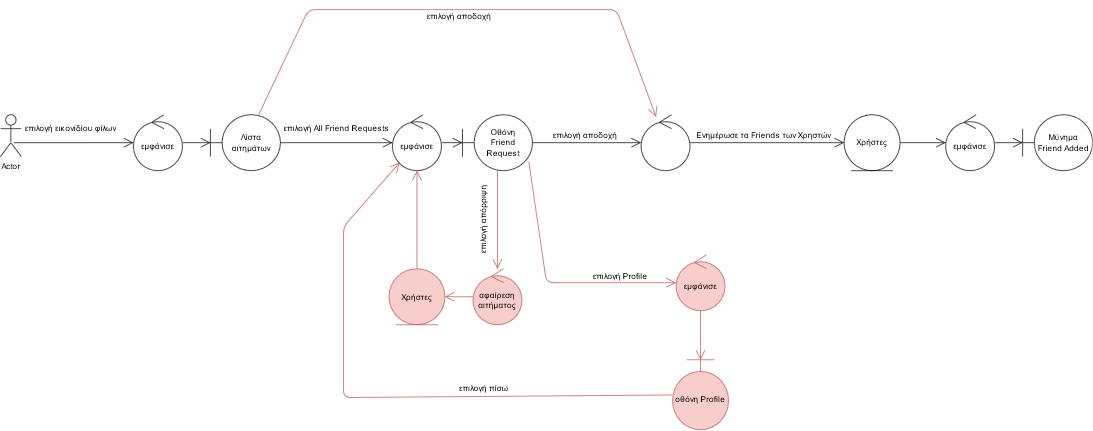 επιλογή αποδοχή
επιλογή εικονιδίου φίλων
Actor
εμφάνισε
Λίστα
αιτημάτων
επιλογή All Friend Requests
εμφάνισε
Οθόνη
Friend
Request
επιλογή αποδοχή
Ενημέρωσε τα Friends των Χρηστών
Χρήστες
εμφάνισε
Μύνημα
Friend Added
επιλογή απόρριψη
Χρήστες
αφαίρεση
αιτήματος
επιλογή Profile
εμφάνισε
επιλογή πίσω
οθόνη Profile